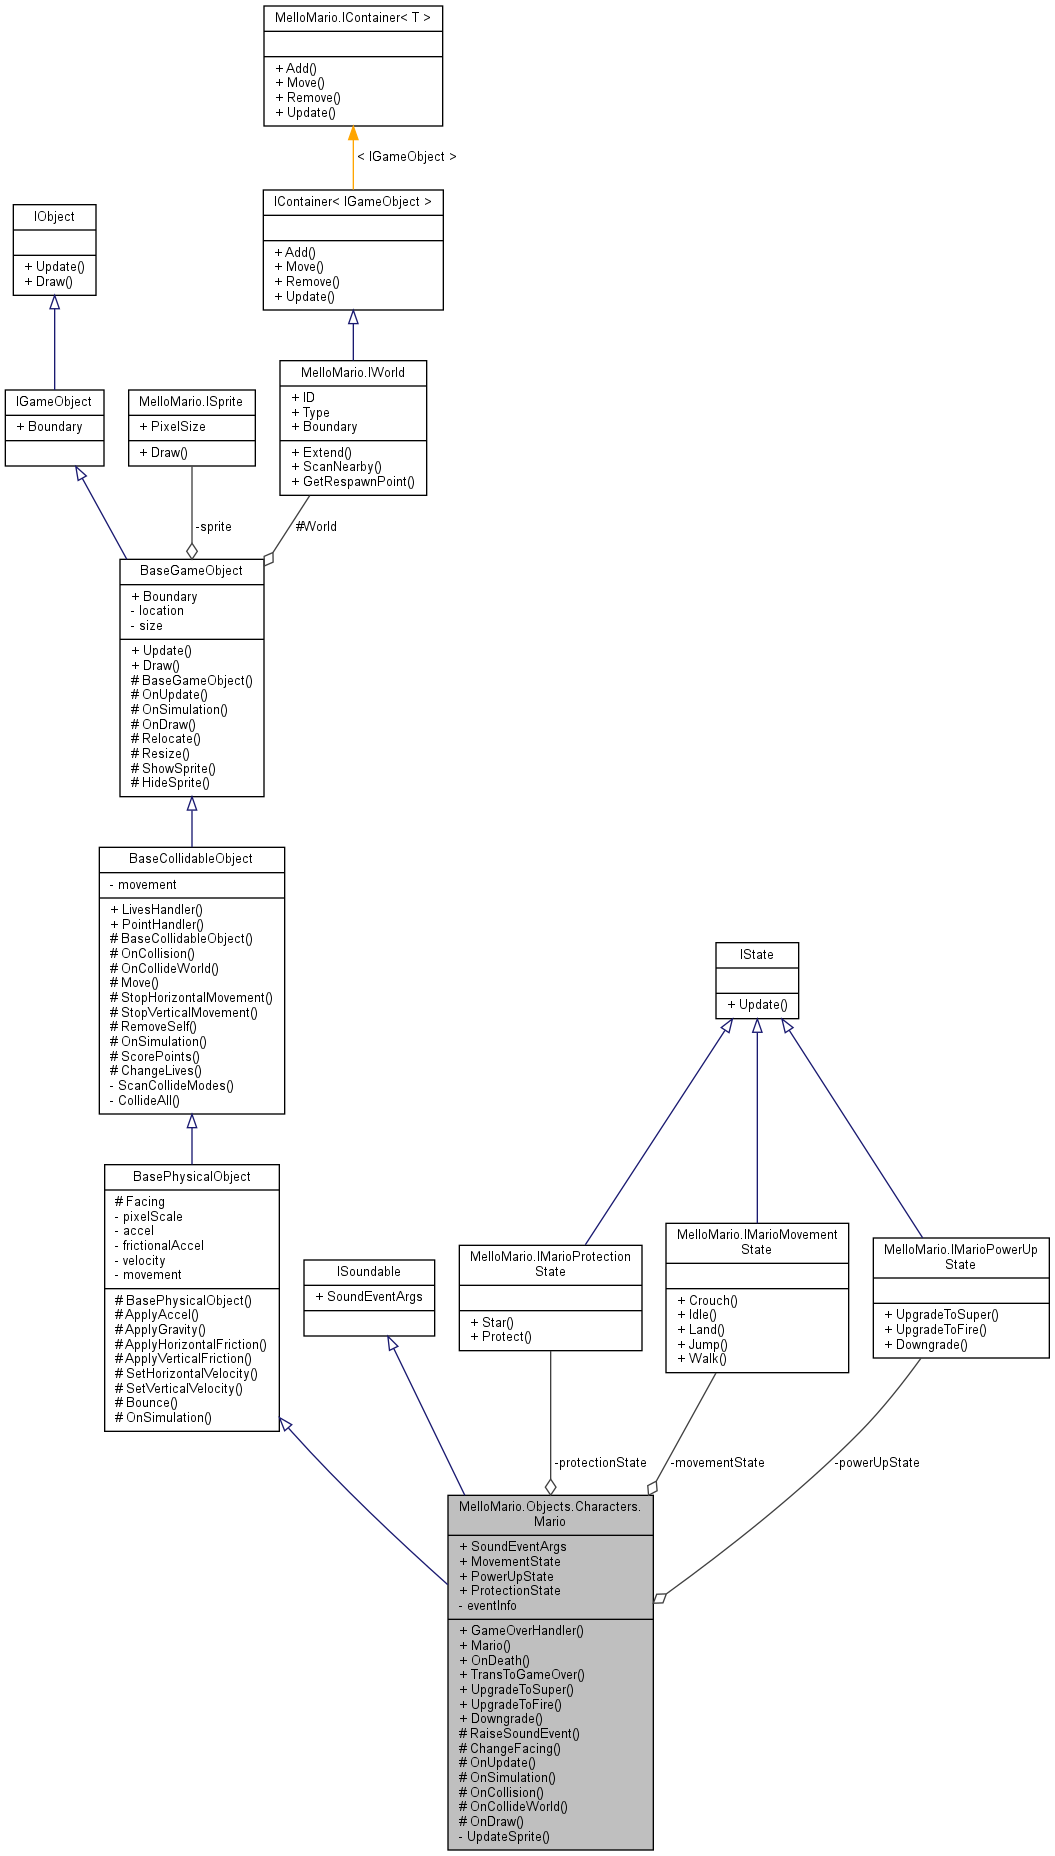 MelloMario.IContainer< T >
+ Add()
+ Move()
+ Remove()
+ Update()
< IGameObject >
IContainer< IGameObject >
+ Add()
+ Move()
+ Remove()
+ Update()
IObject
+ Update()
+ Draw()
IGameObject
+ Boundary
MelloMario.ISprite
+ PixelSize
+ Draw()
MelloMario.IWorld
+ ID
+ Type
+ Boundary
+ Extend()
+ ScanNearby()
+ GetRespawnPoint()
-sprite
#World
BaseGameObject
+ Boundary
- location
- size
+ Update()
+ Draw()
# BaseGameObject()
# OnUpdate()
# OnSimulation()
# OnDraw()
# Relocate()
# Resize()
# ShowSprite()
# HideSprite()
BaseCollidableObject
- movement
+ LivesHandler()
+ PointHandler()
# BaseCollidableObject()
# OnCollision()
# OnCollideWorld()
# Move()
# StopHorizontalMovement()
# StopVerticalMovement()
# RemoveSelf()
# OnSimulation()
# ScorePoints()
# ChangeLives()
- ScanCollideModes()
- CollideAll()
IState
+ Update()
BasePhysicalObject
# Facing
- pixelScale
- accel
- frictionalAccel
- velocity
- movement
# BasePhysicalObject()
# ApplyAccel()
# ApplyGravity()
# ApplyHorizontalFriction()
# ApplyVerticalFriction()
# SetHorizontalVelocity()
# SetVerticalVelocity()
# Bounce()
# OnSimulation()
ISoundable
+ SoundEventArgs
MelloMario.IMarioProtection
State
+ Star()
+ Protect()
MelloMario.IMarioMovement
State
+ Crouch()
+ Idle()
+ Land()
+ Jump()
+ Walk()
MelloMario.IMarioPowerUp
State
+ UpgradeToSuper()
+ UpgradeToFire()
+ Downgrade()
-protectionState
-movementState
-powerUpState
MelloMario.Objects.Characters.
Mario
+ SoundEventArgs
+ MovementState
+ PowerUpState
+ ProtectionState
- eventInfo
+ GameOverHandler()
+ Mario()
+ OnDeath()
+ TransToGameOver()
+ UpgradeToSuper()
+ UpgradeToFire()
+ Downgrade()
# RaiseSoundEvent()
# ChangeFacing()
# OnUpdate()
# OnSimulation()
# OnCollision()
# OnCollideWorld()
# OnDraw()
- UpdateSprite()